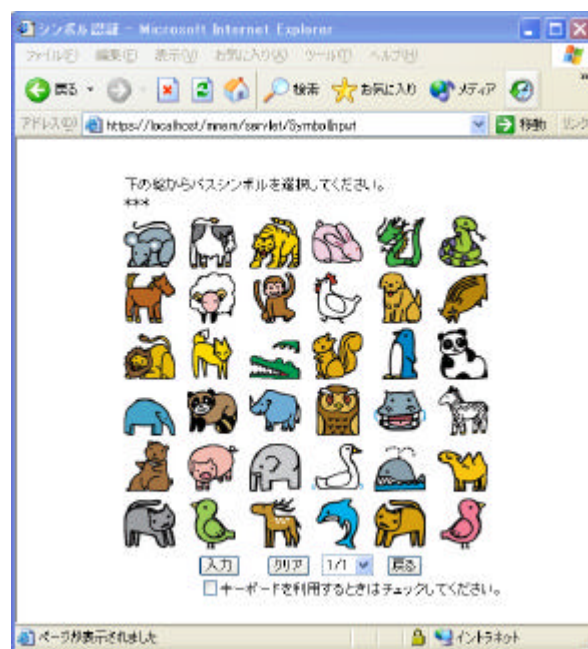 シンボル認証 - Microsoft Internet Explorer
ファイル(F) 編集(E) 表示(V) お気に入り(A) ツール(T) ヘルプ(H)
戻る 検索 お気に入り メディア »
アドレス(D) https://localhost/mnem/servlet/SymbolInput 移動 リンク
下の絵からパスシンボルを選択してください。
***
入力 クリア 1/1 戻る
キーボードを利用するときはチェックしてください。
ページが表示されました イントラネット